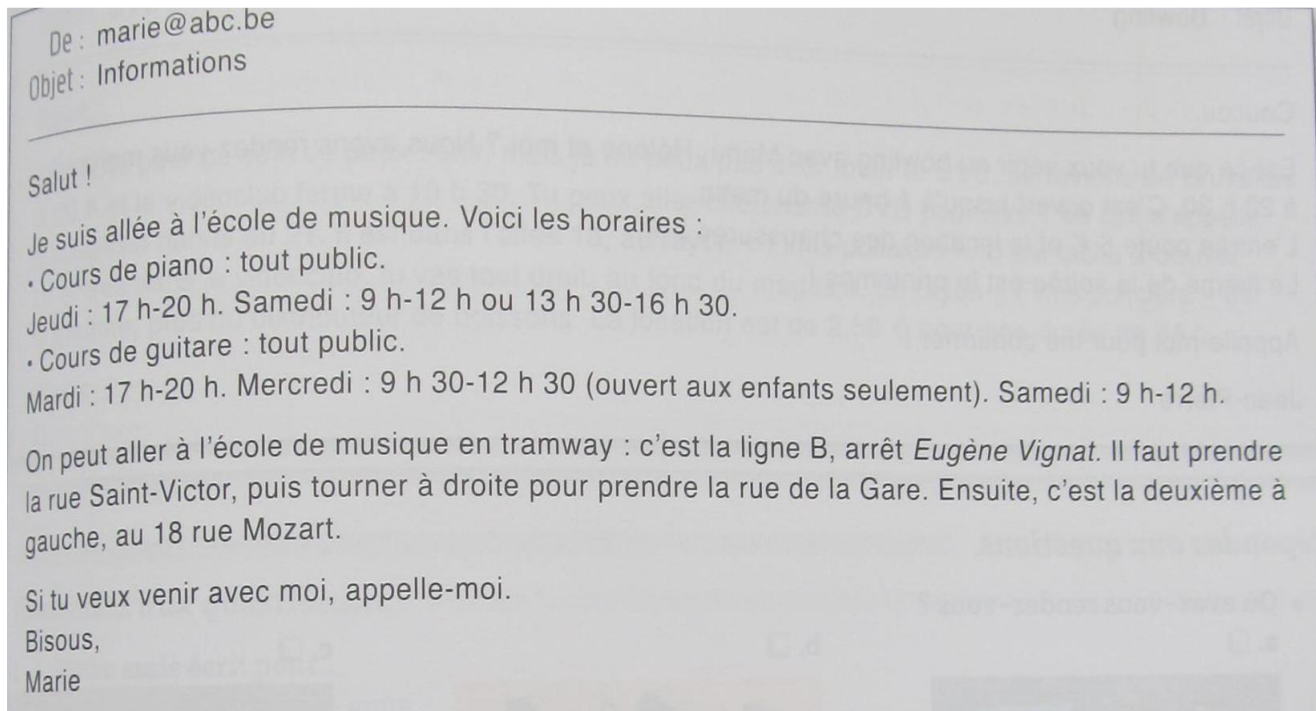 De : marie@abc.be
Objet : Informations
Salut !
Je suis allée à l'école de musique. Voici les horaires :
• Cours de piano : tout public.
Jeudi : 17 h-20 h. Samedi : 9 h-12 h ou 13 h 30-16 h 30.
• Cours de guitare : tout public.
Mardi : 17 h-20 h. Mercredi : 9 h 30-12 h 30 (ouvert aux enfants seulement). Samedi : 9 h-12 h.
On peut aller à l'école de musique en tramway : c'est la ligne B, arrêt Eugène Vignat. Il faut prendre
la rue Saint-Victor, puis tourner à droite pour prendre la rue de la Gare. Ensuite, c'est la deuxième à
gauche, au 18 rue Mozart.
Si tu veux venir avec moi, appelle-moi.
Bisous,
Marie